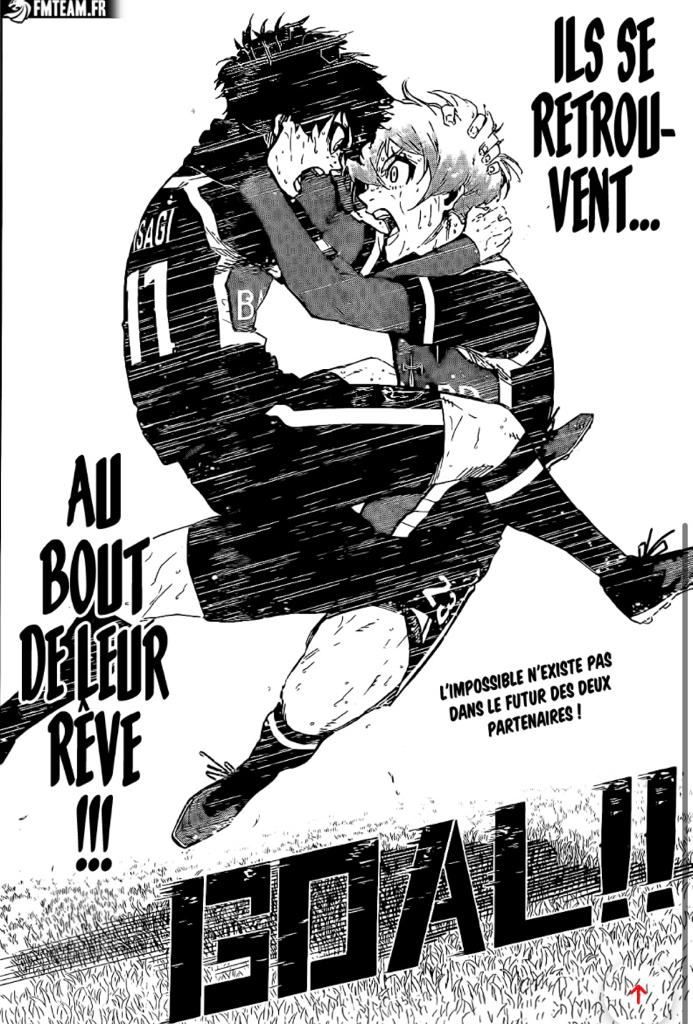 FMTEAM.FR
ILS SE
RETROU-
VENT...
ISAGI
11
B
AU
BOUT
DE LEUR
RÊVE
!!!
23
L'IMPOSSIBLE N'EXISTE PAS
DANS LE FUTUR DES DEUX
PARTENAIRES !
GOAL!!